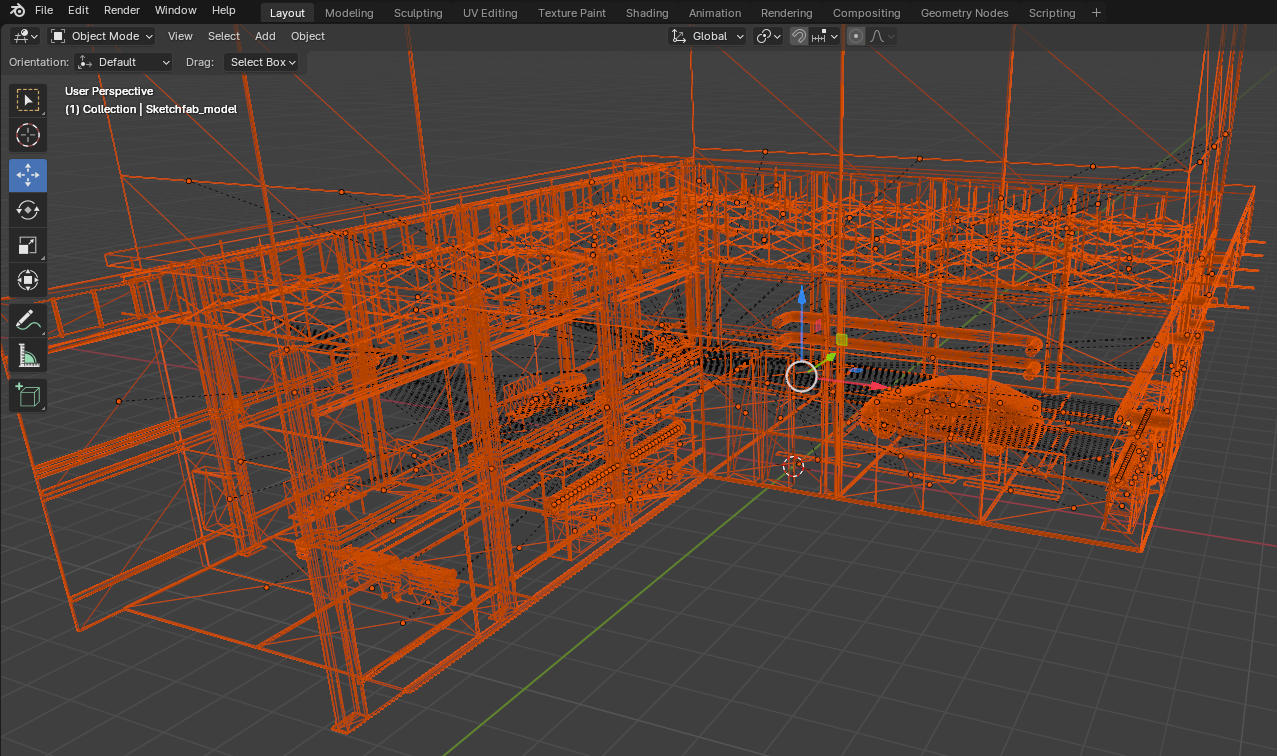 File Edit Render Window Help Layout Modeling Sculpting UV Editing Texture Paint Shading Animation Rendering Compositing Geometry Nodes Scripting +
Object Mode View Select Add Object Global
Orientation: Default Drag: Select Box
User Perspective
(1) Collection | Sketchfab_model